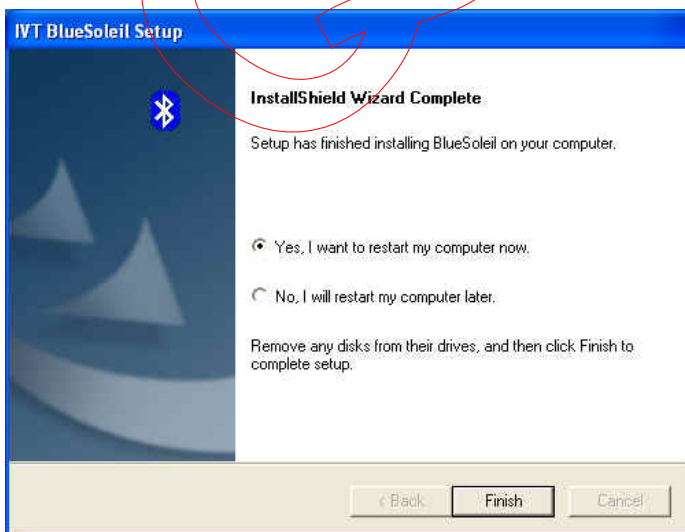 IVT BlueSoleil Setup
InstallShield Wizard Complete
Setup has finished installing BlueSoleil on your computer.
Yes, I want to restart my computer now.
No, I will restart my computer later.
Remove any disks from their drives, and then click Finish to
complete setup.
< Back Finish Cancel